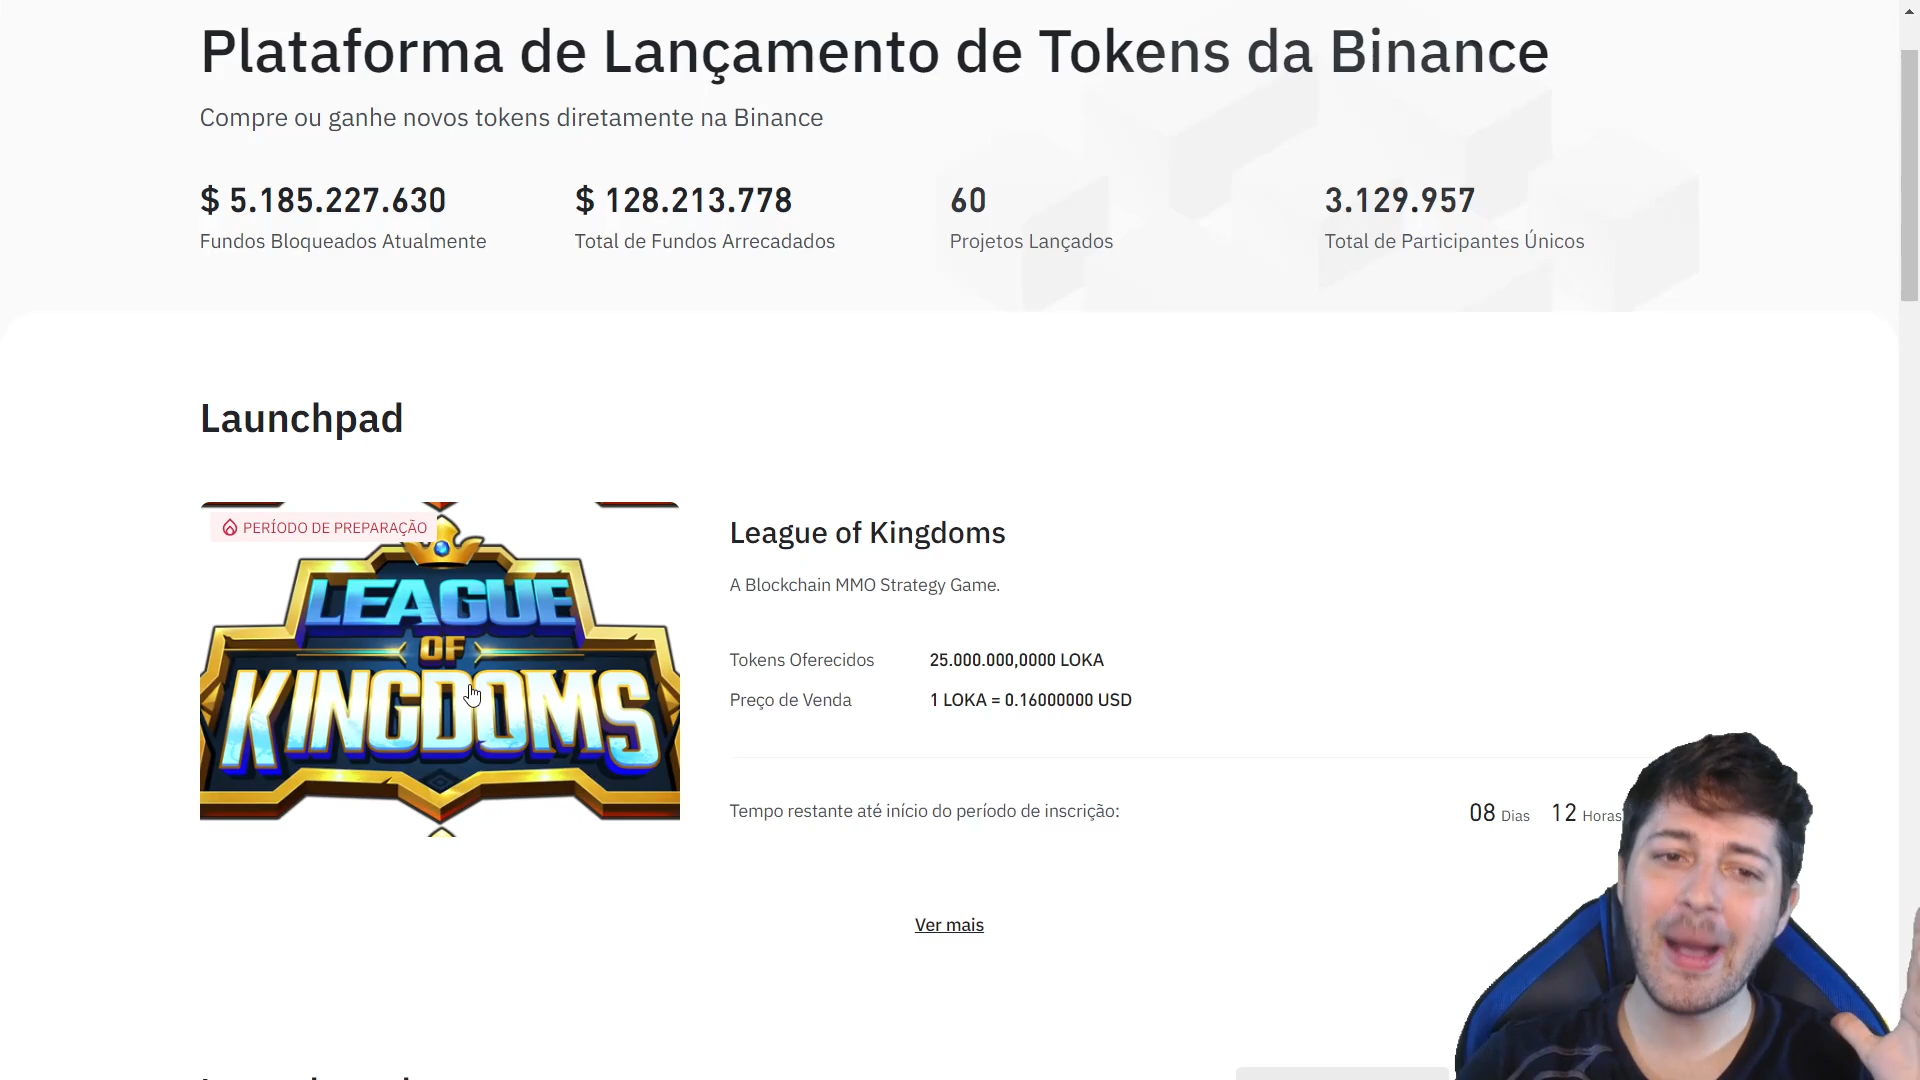 Plataforma de Lançamento de Tokens da Binance
Compre ou ganhe novos tokens diretamente na Binance
$ 5.185.227.630
Fundos Bloqueados Atualmente
$ 128.213.778
Total de Fundos Arrecadados
60
Projetos Lançados
3.129.957
Total de Participantes Únicos
Launchpad
PERÍODO DE PREPARAÇÃO
LEAGUE
OF
KINGDOMS
League of Kingdoms
A Blockchain MMO Strategy Game.
Tokens Oferecidos 25.000.000,0000 LOKA
Preço de Venda 1 LOKA = 0.16000000 USD
Tempo restante até início do período de inscrição: 08 Dias 12 Horas
Ver mais